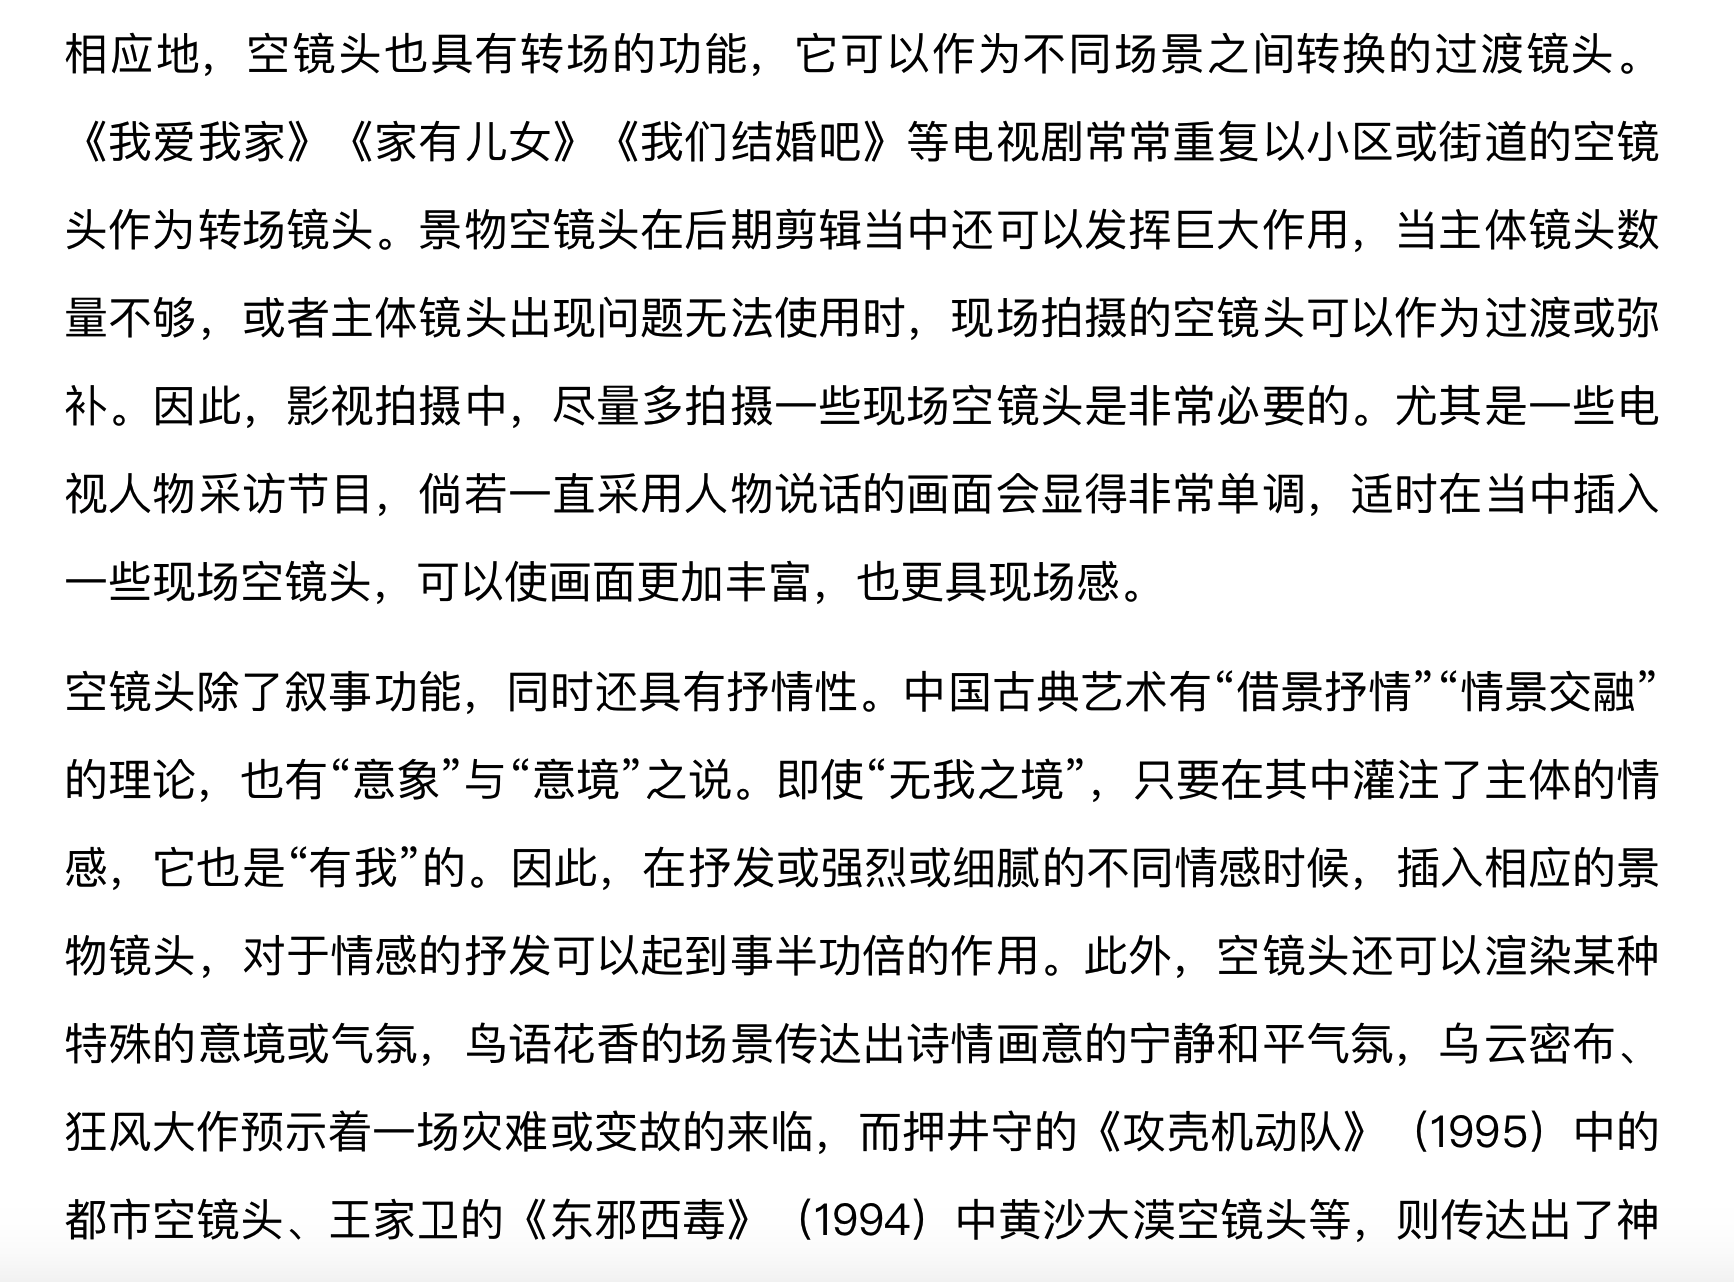 相应地，空镜头也具有转场的功能，它可以作为不同场景之间转换的过渡镜头。
《我爱我家》《家有儿女》《我们结婚吧》等电视剧常常重复以小区或街道的空镜
头作为转场镜头。景物空镜头在后期剪辑当中还可以发挥巨大作用，当主体镜头数
量不够，或者主体镜头出现问题无法使用时，现场拍摄的空镜头可以作为过渡或弥
补。因此，影视拍摄中，尽量多拍摄一些现场空镜头是非常必要的。尤其是一些电
视人物采访节目，倘若一直采用人物说话的画面会显得非常单调，适时在当中插入
一些现场空镜头，可以使画面更加丰富，也更具现场感。
空镜头除了叙事功能，同时还具有抒情性。中国古典艺术有“借景抒情”“情景交融”
的理论，也有“意象”与“意境”之说。即使“无我之境”，只要在其中灌注了主体的情
感，它也是“有我”的。因此，在抒发或强烈或细腻的不同情感时候，插入相应的景
物镜头，对于情感的抒发可以起到事半功倍的作用。此外，空镜头还可以渲染某种
特殊的意境或气氛，鸟语花香的场景传达出诗情画意的宁静和平气氛，乌云密布、
狂风大作预示着一场灾难或变故的来临，而押井守的《攻壳机动队》（1995）中的
都市空镜头、王家卫的《东邪西毒》（1994）中黄沙大漠空镜头等，则传达出了神